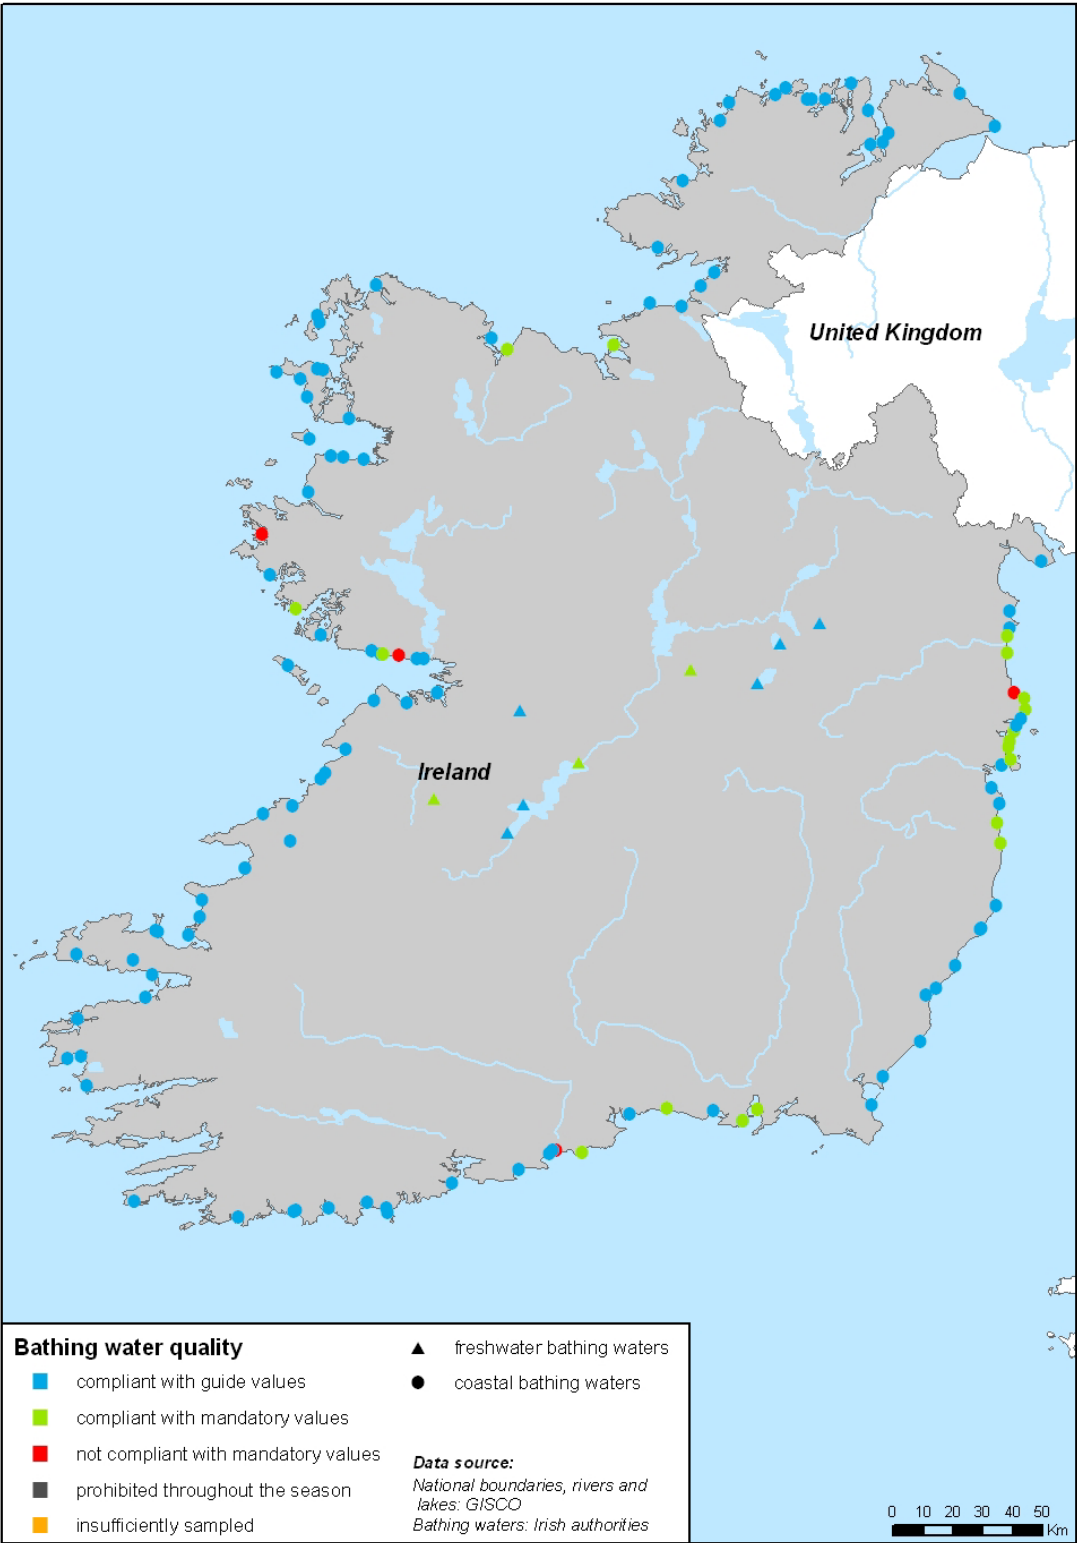 United Kingdom
Ireland
Bathing water quality
compliant with guide values
compliant with mandatory values
not compliant with mandatory values
prohibited throughout the season
insufficiently sampled
freshwater bathing waters
coastal bathing waters
Data source:
National boundaries, rivers and
lakes: GISCO
Bathing waters: Irish authorities
0 10 20 30 40 50
Km